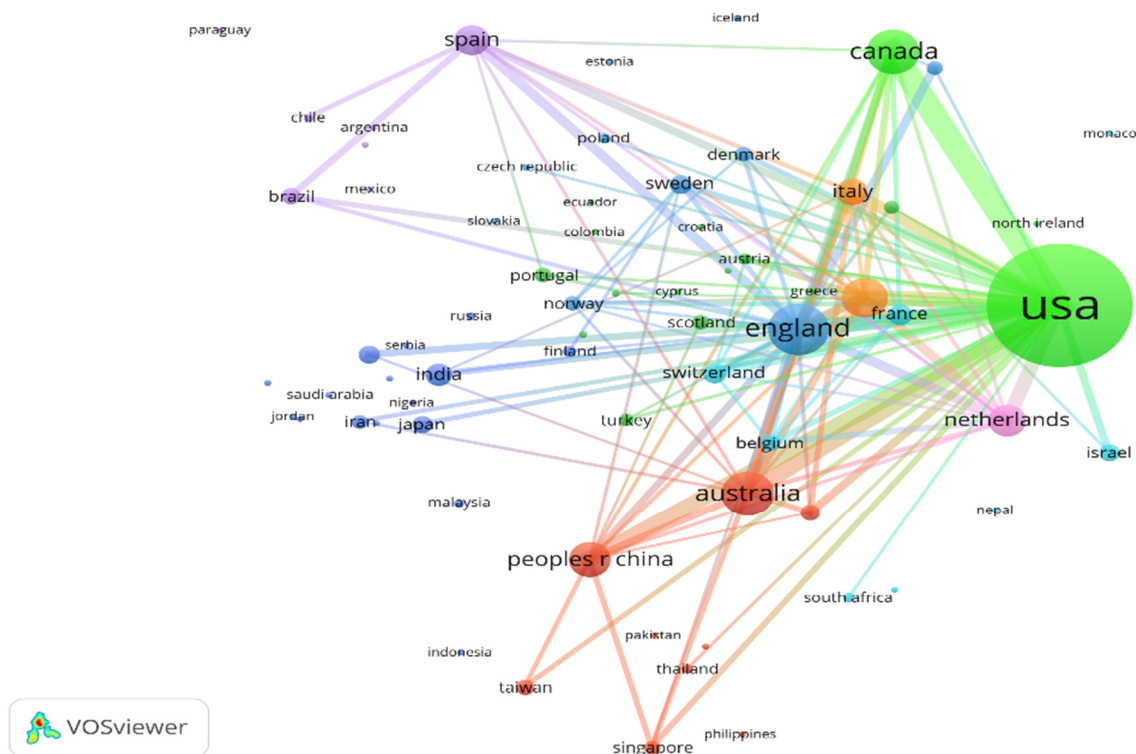 iceland
paraguay
spain
canada
estonia
chile
argentina
poland
monaco
czech republic
denmark
sweden
italy
brazil
mexico
ecuador
slovakia
colombia
croatia
north ireland
austria
portugal
greece
cyprus
norway
usa
france
russia
scotland
england
serbia
finland
india
switzerland
saudi arabia
nigeria
jordan
iran
japan
turkey
netherlands
belgium
israel
australia
malaysia
nepal
peoples r china
south africa
pakistan
indonesia
thailand
taiwan
philippines
singapore
VOSviewer